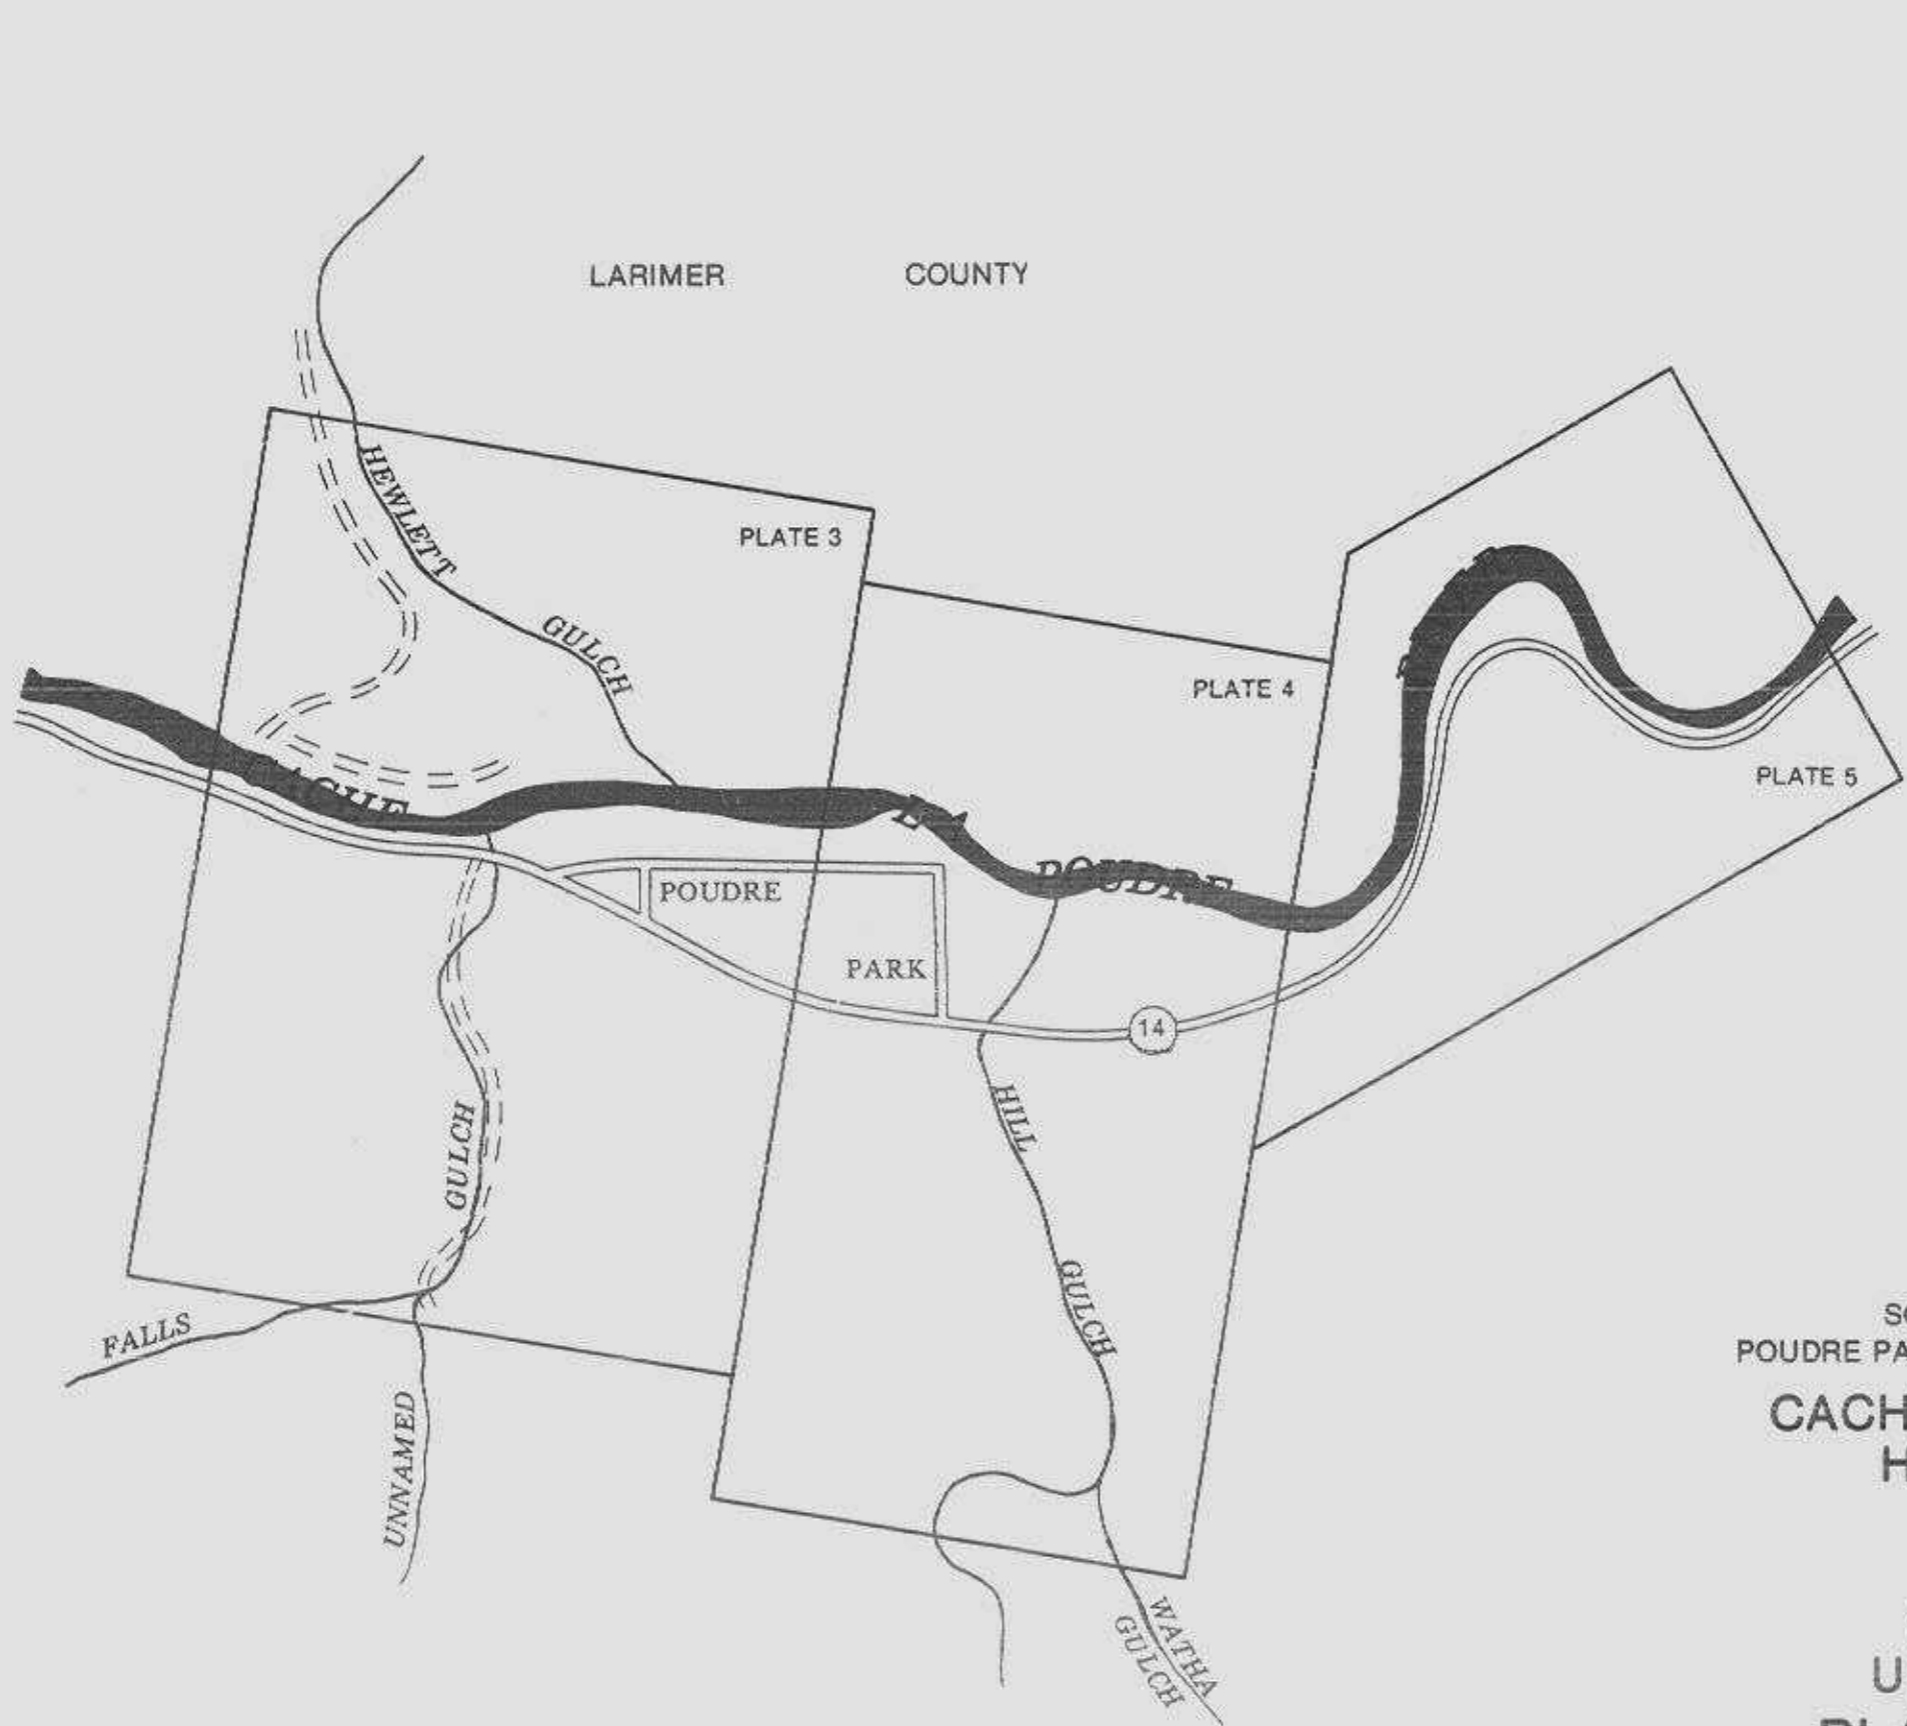 LARIMER COUNTY
HEWLETT
GULCH
PLATE 3
PLATE 4
PLATE 5
LA
POUDRE
POUDRE
PARK
14
GULCH
HILL
GULCH
FALLS
UNNAMED
WATHA
GULCH
POUDRE PA
CACH
H
U